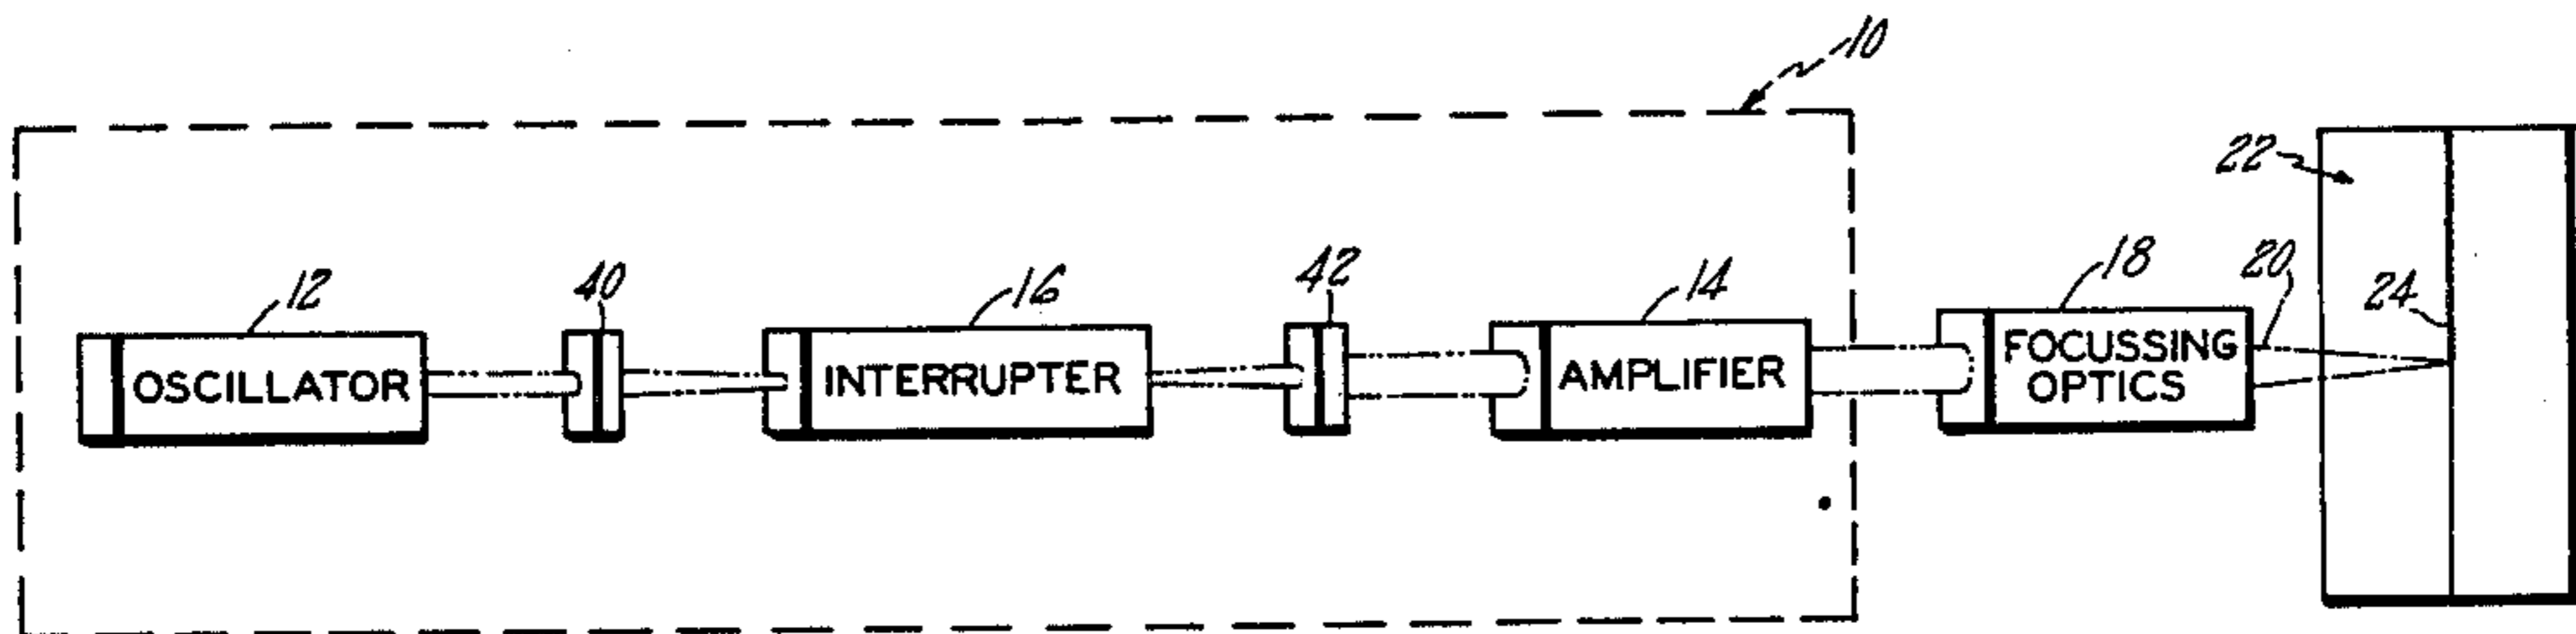 10
22
12
40
16
42
14
18
20
24
OSCILLATOR
INTERRUPTER
AMPLIFIER
FOCUSSING
OPTICS